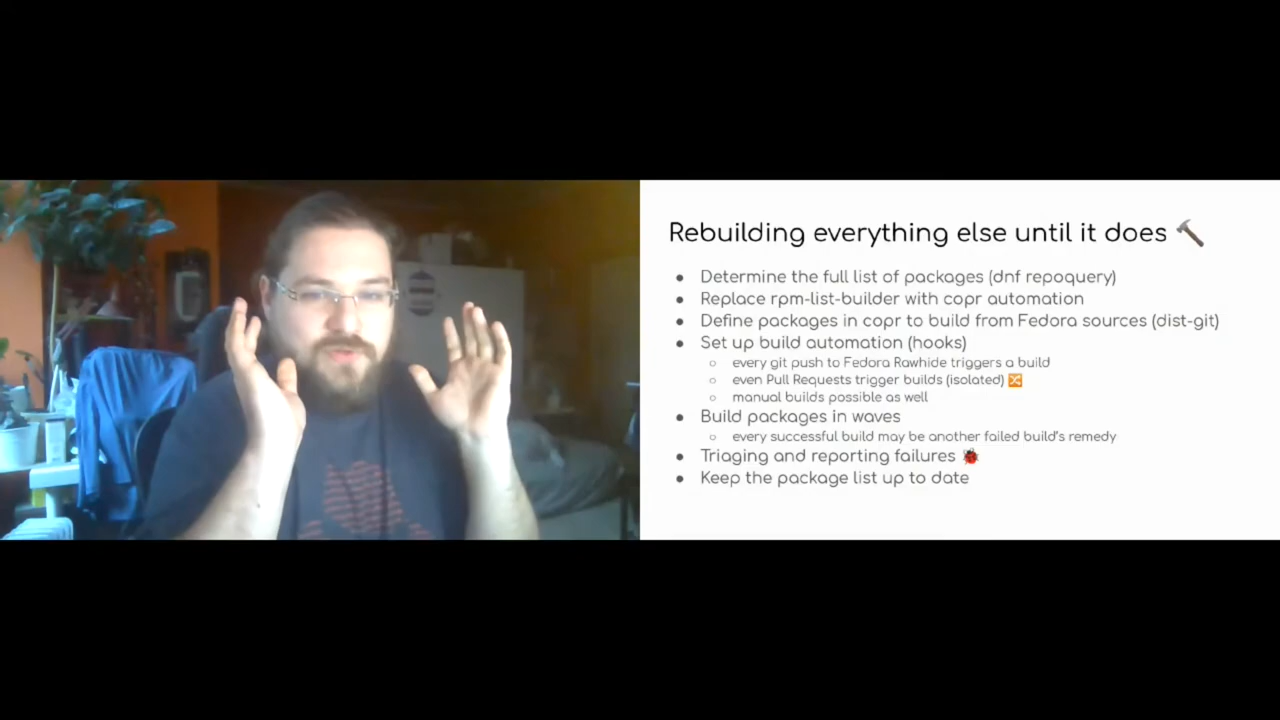 Rebuilding everything else until it does 🔨
● Determine the full list of packages (dnf repoquery)
● Replace rpm-list-builder with copr automation
● Define packages in copr to build from Fedora sources (dist-git)
● Set up build automation (hooks)
○ every git push to Fedora Rawhide triggers a build
○ even Pull Requests trigger builds (isolated) 🔀
○ manual builds possible as well
● Build packages in waves
○ every successful build may be another failed build's remedy
● Triaging and reporting failures 🐞
● Keep the package list up to date